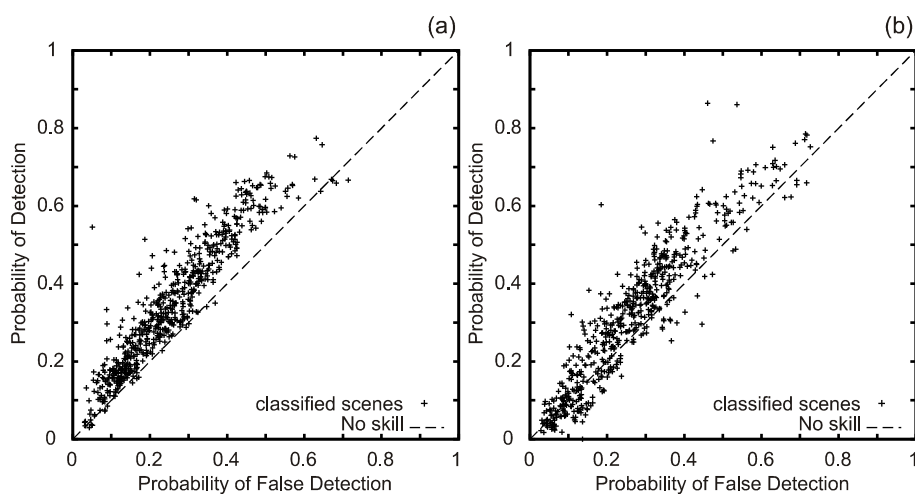 (a)
1
0.8
0.6
0.4
0.2
0
Probability of Detection
classified scenes
No skill
0 0.2 0.4 0.6 0.8 1
Probability of False Detection
(b)
1
0.8
0.6
0.4
0.2
0
Probability of Detection
classified scenes
No skill
0 0.2 0.4 0.6 0.8 1
Probability of False Detection